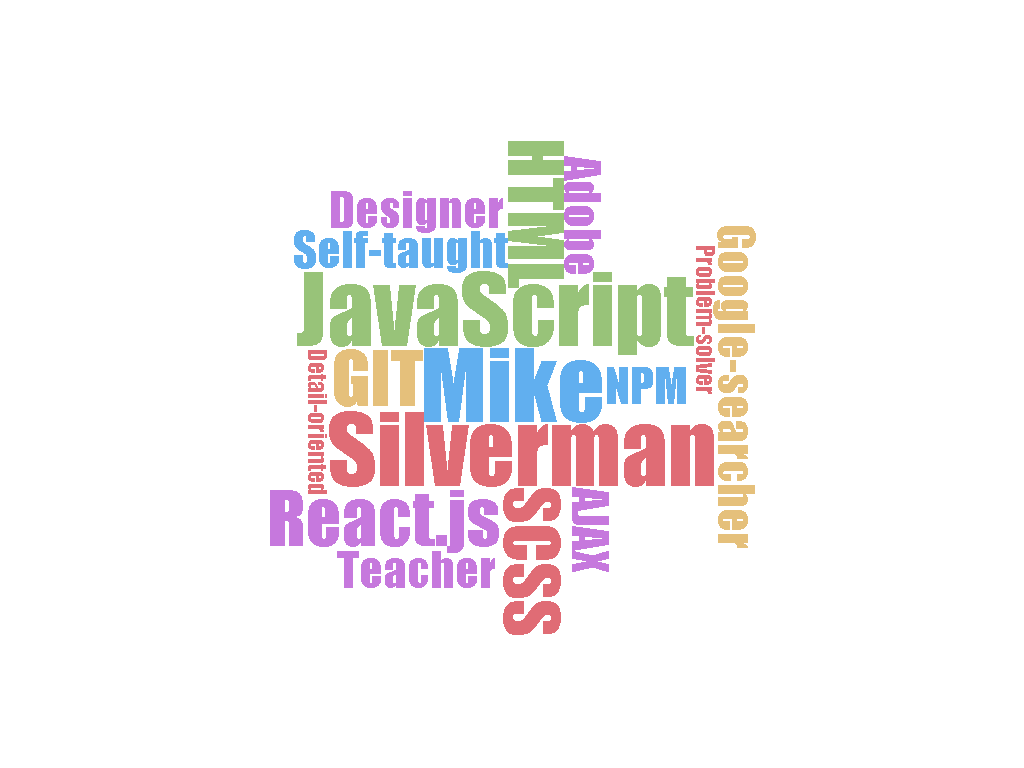 HTML
Adobe
Designer
Self-taught
Google-searcher
Problem-solver
JavaScript
Detail-oriented
GIT
Mike
NPM
Silverman
React.js
SCSS
AJAX
Teacher